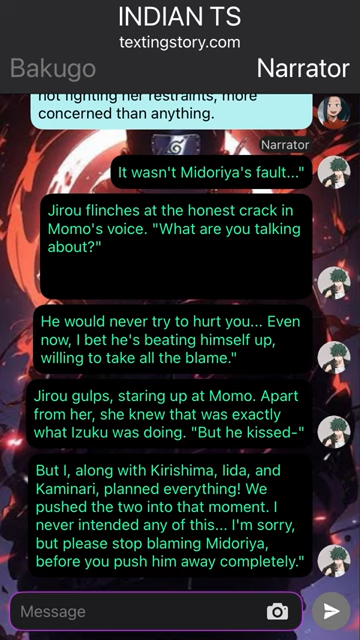 INDIAN TS
textingstory.com
Bakugo
Narrator
not fighting her restraints, more
concerned than anything.
Narrator
It wasn't Midoriya's fault..."
Jirou flinches at the honest crack in
Momo's voice. "What are you talking
about?"
He would never try to hurt you... Even
now, I bet he's beating himself up,
willing to take all the blame."
Jirou gulps, staring up at Momo. Apart
from her, she knew that was exactly
what Izuku was doing. "But he kissed-"
But I, along with Kirishima, Iida, and
Kaminari, planned everything! We
pushed the two into that moment. I
never intended any of this... I'm sorry,
but please stop blaming Midoriya,
before you push him away completely."
Message